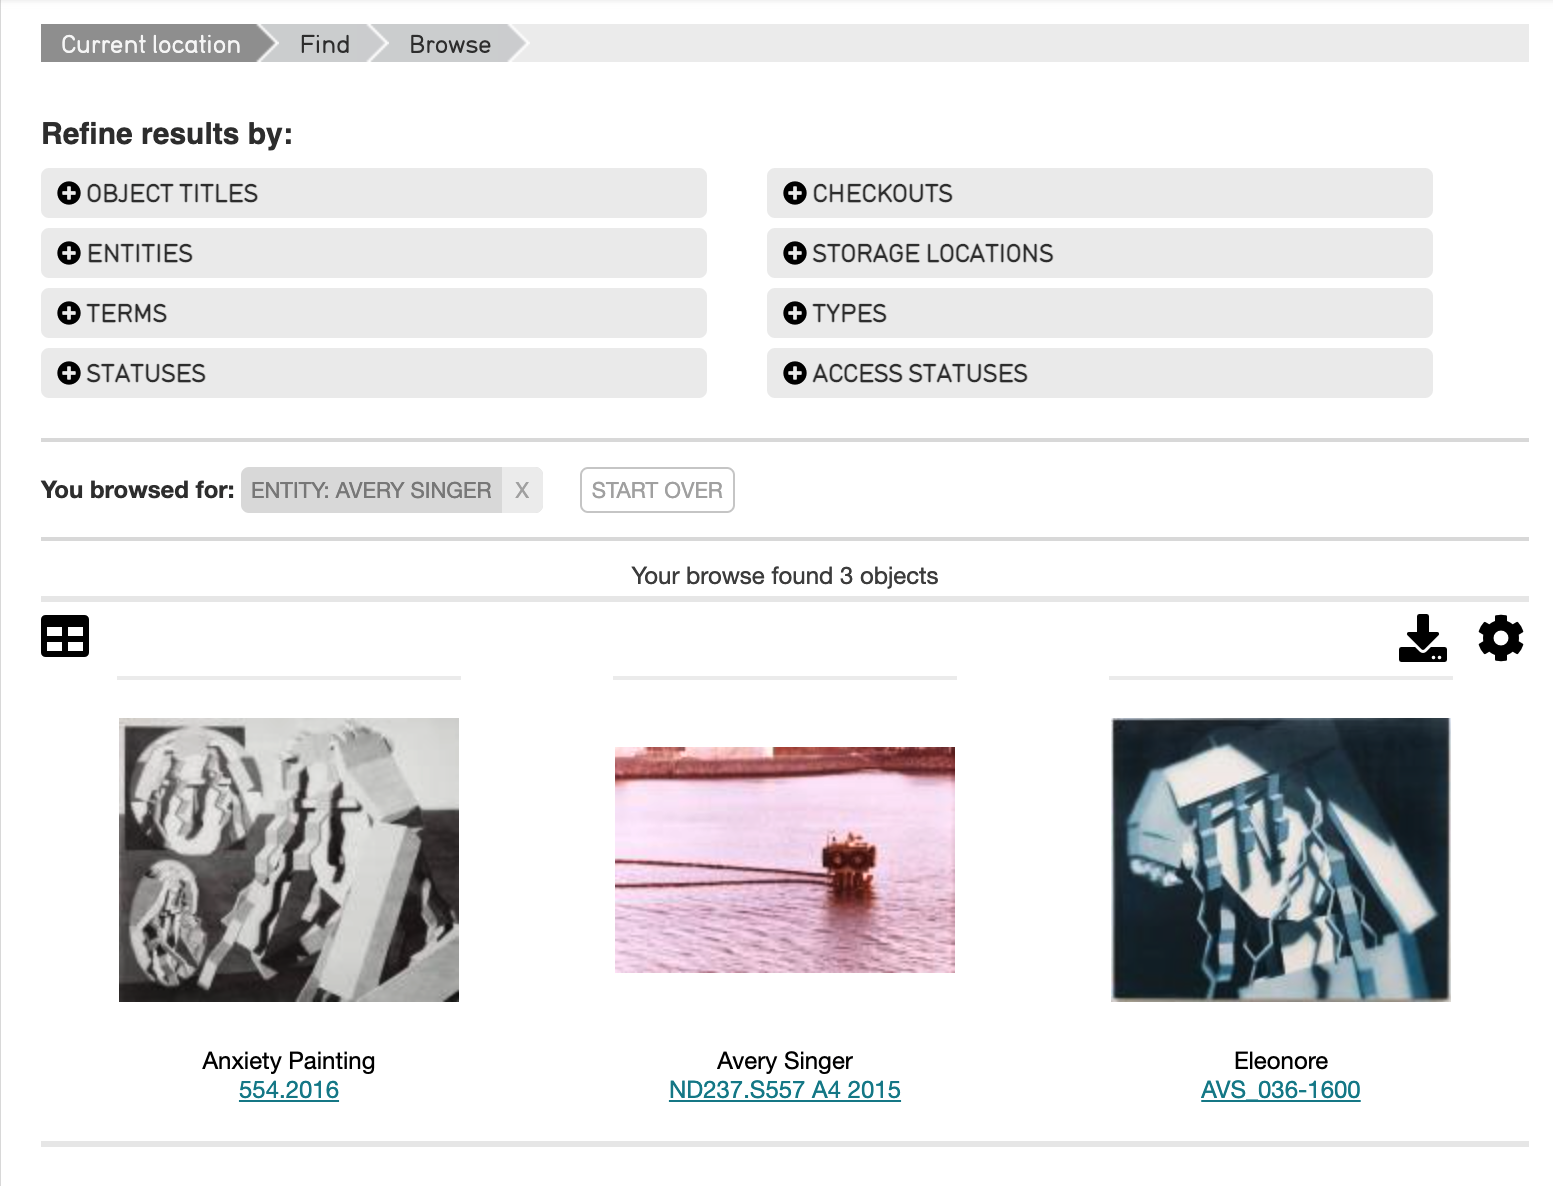 Current location Find Browse
Refine results by:
OBJECT TITLES
CHECKOUTS
ENTITIES
STORAGE LOCATIONS
TERMS
TYPES
STATUSES
ACCESS STATUSES
You browsed for: ENTITY: AVERY SINGER X START OVER
Your browse found 3 objects
Anxiety Painting
554.2016
Avery Singer
ND237.S557 A4 2015
Eleonore
AVS_036-1600